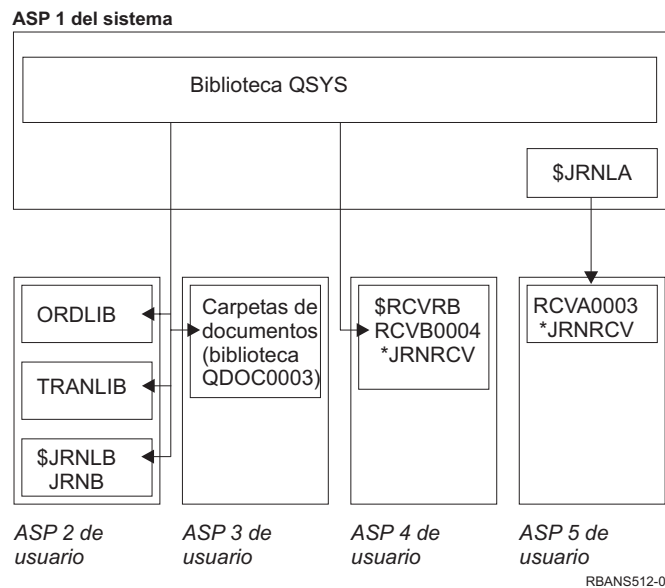 ASP 1 del sistema
Biblioteca QSYS
$JRNLA
ORDLIB
TRANLIB
$JRNLB
JRNB
Carpetas de
documentos
(biblioteca
QDOC0003)
$RCVRB
RCVB0004
*JRNRCV
RCVA0003
*JRNRCV
ASP 2 de
usuario
ASP 3 de
usuario
ASP 4 de
usuario
ASP 5 de
usuario
RBANS512-0